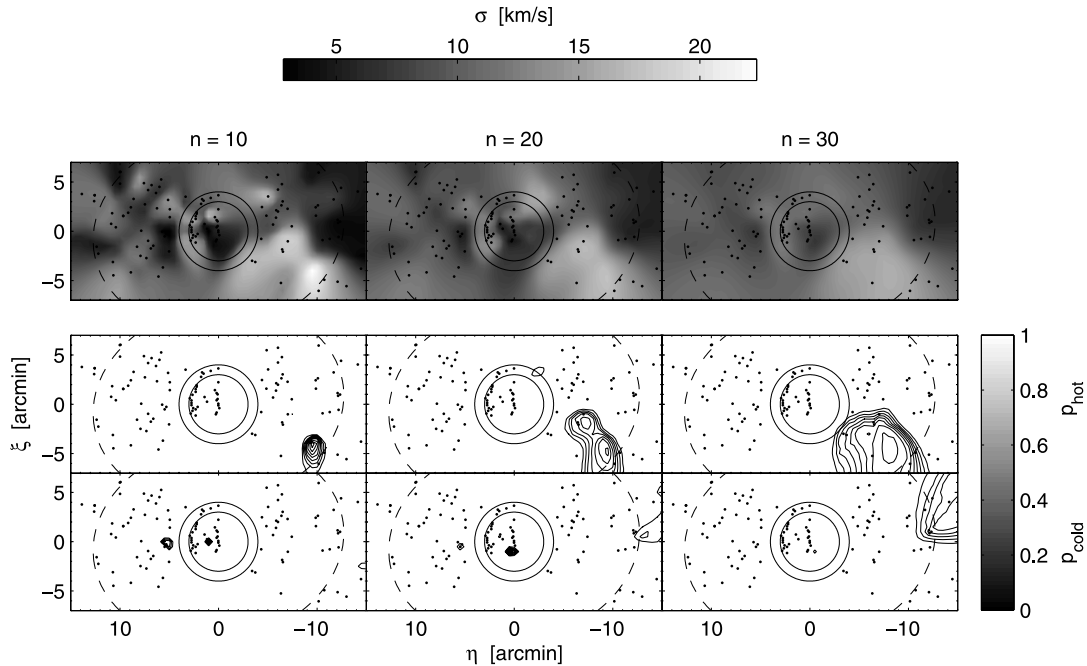 σ [km/s]
5 10 15 20
n = 10 n = 20 n = 30
5
0
−5
5
0
−5
5
0
−5
ξ [arcmin]
10 0 −10 10 0 −10 10 0 −10
η [arcmin]
1
0.8
0.6
0.4
0.2
0
p_hot
p_cold